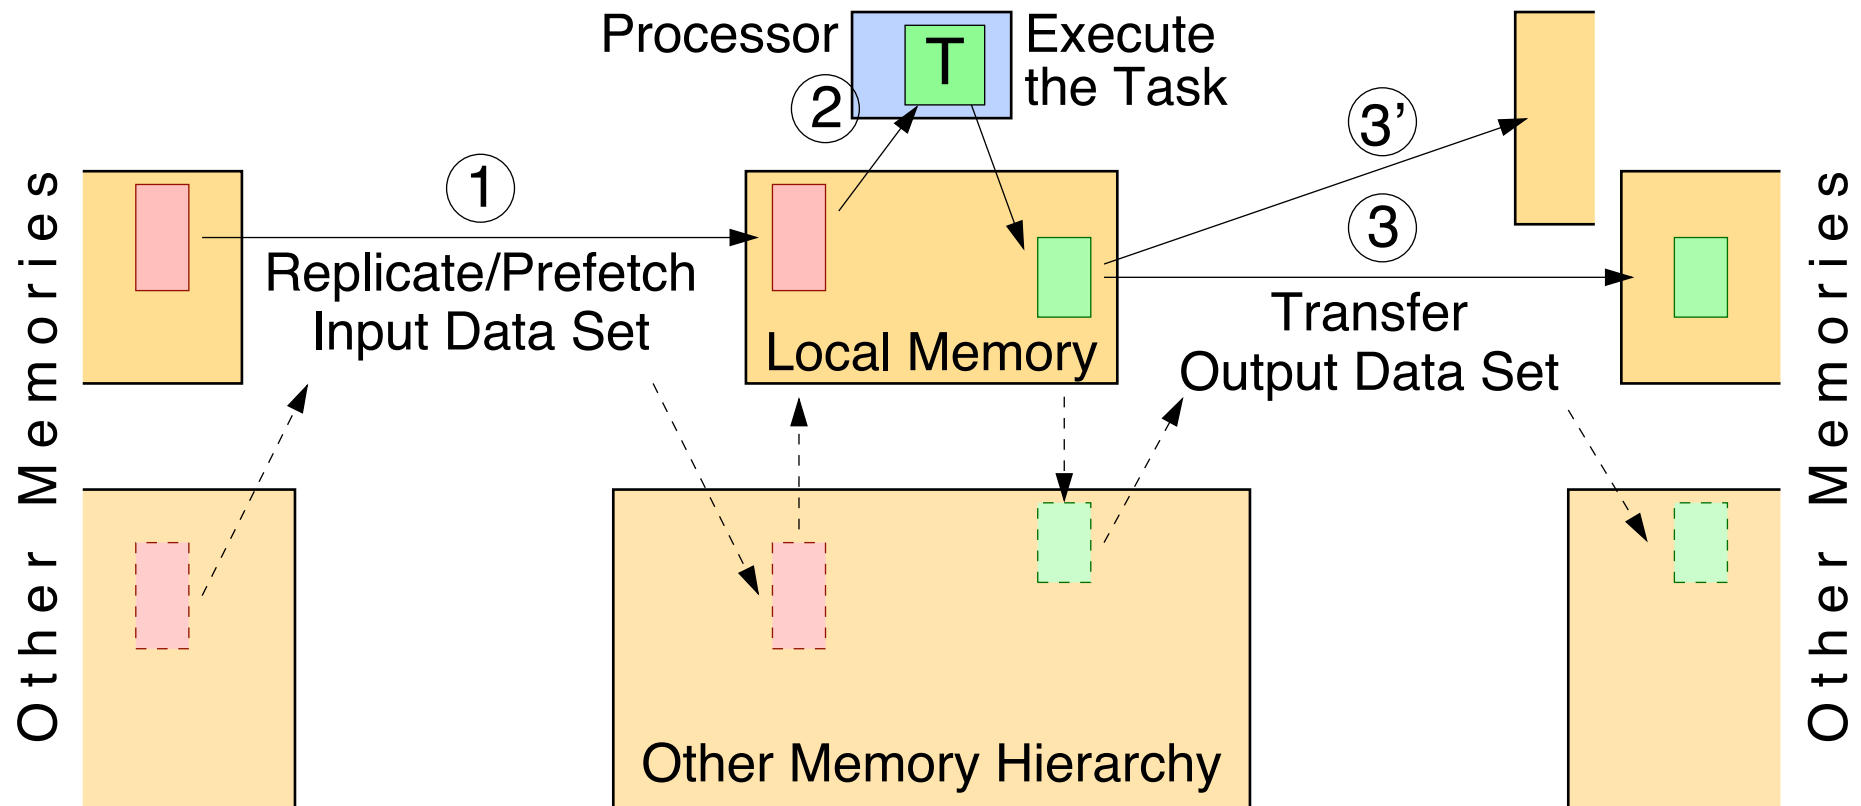 Processor
T
Execute
the Task
2
3’
1
3
Replicate/Prefetch
Input Data Set
Local Memory
Transfer
Output Data Set
Other Memories
Other Memories
Other Memory Hierarchy